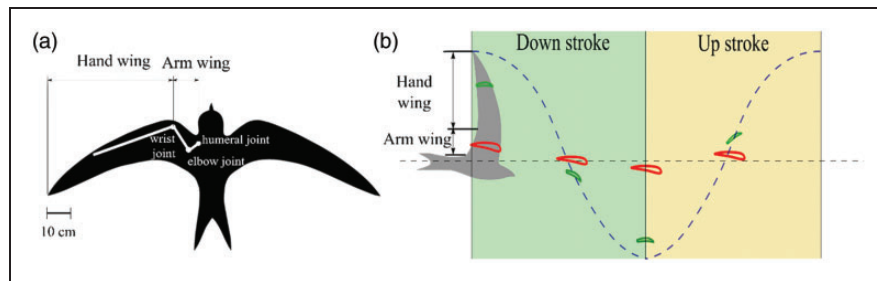 (a)
Hand wing Arm wing
wrist
joint
humeral joint
elbow joint
10 cm
(b)
Down stroke
Up stroke
Hand
wing
Arm wing